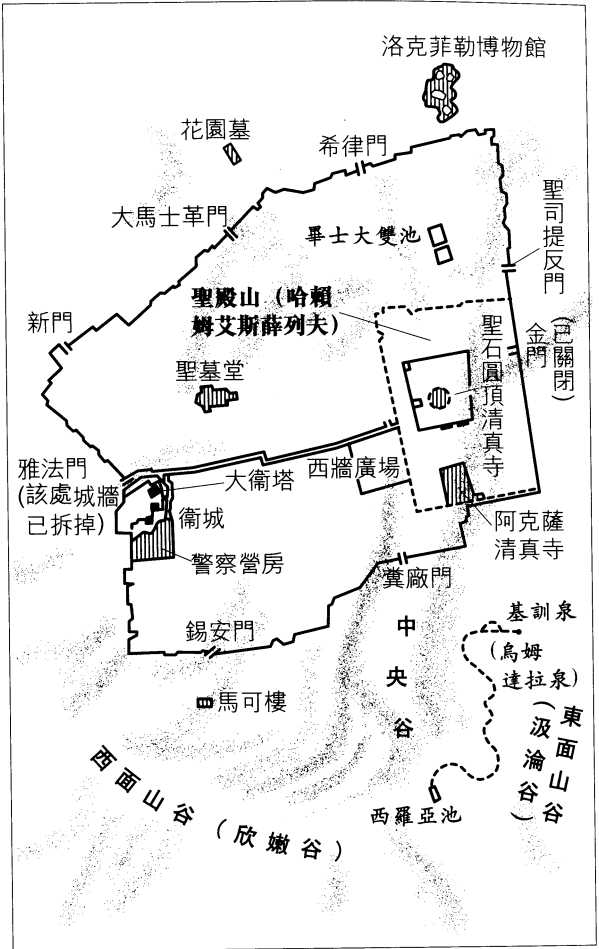 洛克菲勒博物館
花園墓
希律門
大馬士革門
畢士大雙池
聖司提反門
聖殿山（哈賴
姆艾斯薛列夫）
新門
金門
（已關閉）
聖石圓頂清真寺
聖墓堂
雅法門
(該處城牆
已拆掉)
大衞塔
西牆廣場
衞城
阿克薩
清真寺
警察營房
糞廠門
錫安門
中央谷
基訓泉
(烏姆
達拉泉)
馬可樓
東面山谷
(汲淪谷)
西面山谷（欣嫩谷）
西羅亞池